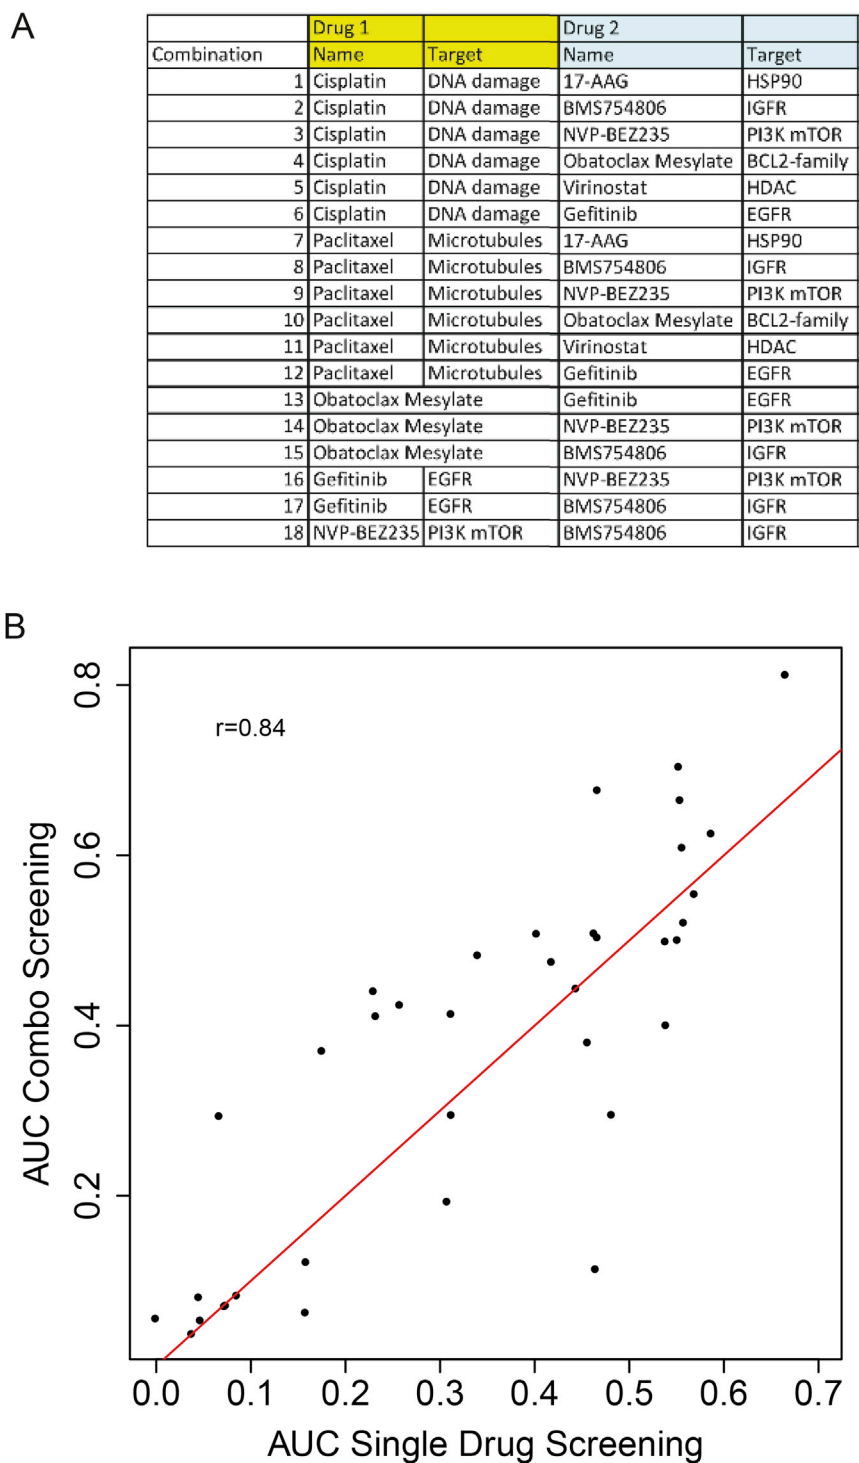 A
Drug 1 Drug 2
Combination Name Target Name Target
1 Cisplatin DNA damage 17-AAG HSP90
2 Cisplatin DNA damage BMS754806 IGFR
3 Cisplatin DNA damage NVP-BEZ235 PI3K mTOR
4 Cisplatin DNA damage Obatoclax Mesylate BCL2-family
5 Cisplatin DNA damage Virinostat HDAC
6 Cisplatin DNA damage Gefitinib EGFR
7 Paclitaxel Microtubules 17-AAG HSP90
8 Paclitaxel Microtubules BMS754806 IGFR
9 Paclitaxel Microtubules NVP-BEZ235 PI3K mTOR
10 Paclitaxel Microtubules Obatoclax Mesylate BCL2-family
11 Paclitaxel Microtubules Virinostat HDAC
12 Paclitaxel Microtubules Gefitinib EGFR
13 Obatoclax Mesylate Gefitinib EGFR
14 Obatoclax Mesylate NVP-BEZ235 PI3K mTOR
15 Obatoclax Mesylate BMS754806 IGFR
16 Gefitinib EGFR NVP-BEZ235 PI3K mTOR
17 Gefitinib EGFR BMS754806 IGFR
18 NVP-BEZ235 PI3K mTOR BMS754806 IGFR
B
r=0.84
AUC Combo Screening
0.8
0.6
0.4
0.2
0.0 0.1 0.2 0.3 0.4 0.5 0.6 0.7
AUC Single Drug Screening